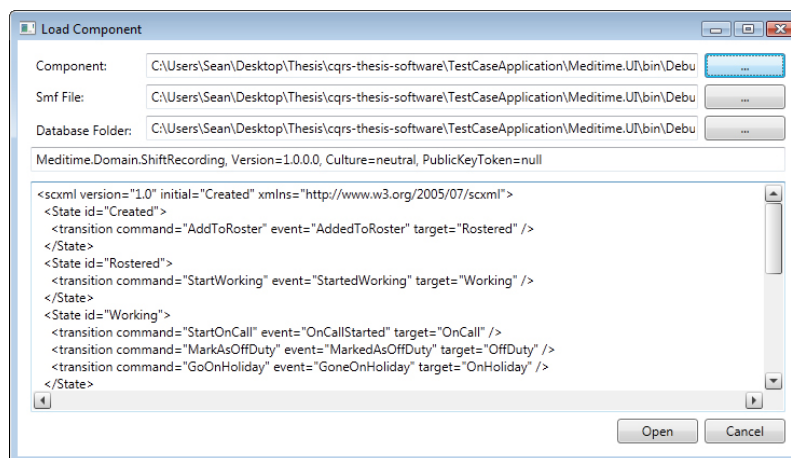 Load Component
Component: C:\Users\Sean\Desktop\Thesis\cqrs-thesis-software\TestCaseApplication\Meditime.UI\bin\Debu ...
Smf File: C:\Users\Sean\Desktop\Thesis\cqrs-thesis-software\TestCaseApplication\Meditime.UI\bin\Debu ...
Database Folder: C:\Users\Sean\Desktop\Thesis\cqrs-thesis-software\TestCaseApplication\Meditime.UI\bin\Debu ...
Meditime.Domain.ShiftRecording, Version=1.0.0.0, Culture=neutral, PublicKeyToken=null
<scxml version="1.0" initial="Created" xmlns="http://www.w3.org/2005/07/scxml">
<State id="Created">
<transition command="AddToRoster" event="AddedToRoster" target="Rostered" />
</State>
<State id="Rostered">
<transition command="StartWorking" event="StartedWorking" target="Working" />
</State>
<State id="Working">
<transition command="StartOnCall" event="OnCallStarted" target="OnCall" />
<transition command="MarkAsOffDuty" event="MarkedAsOffDuty" target="OffDuty" />
<transition command="GoOnHoliday" event="GoneOnHoliday" target="OnHoliday" />
</State>
Open Cancel